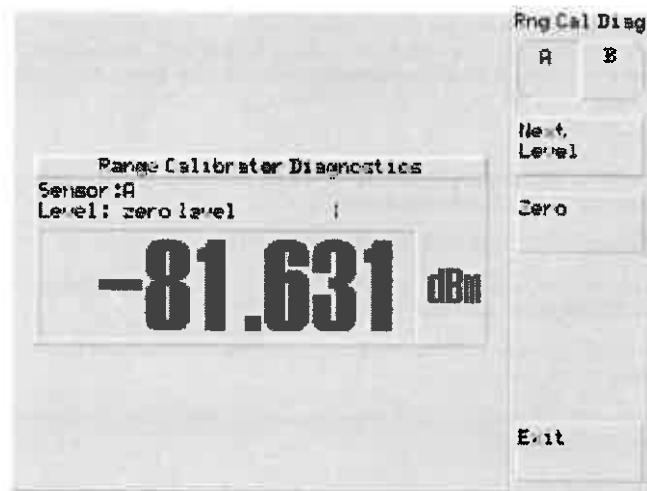 Rng Cal Diag
A B
Next
Level
Range Calibrator Diagnostics
Sensor :A
Level: zero level
Zero
-81.631 dBm
Exit